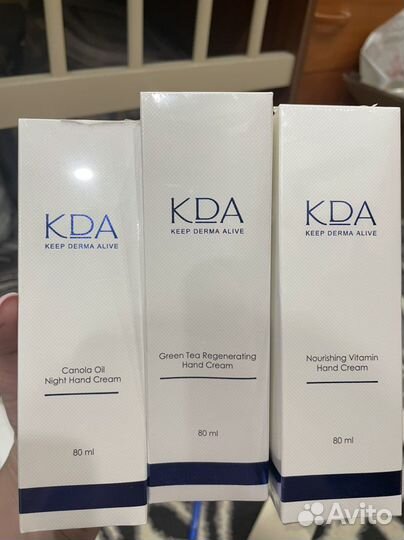 KDA
KEEP DERMA ALIVE
Canola Oil
Night Hand Cream
80 ml
KDA
KEEP DERMA ALIVE
Green Tea Regenerating
Hand Cream
80 ml
KDA
KEEP DERMA ALIVE
Nourishing Vitamin
Hand Cream
80 ml
Avito